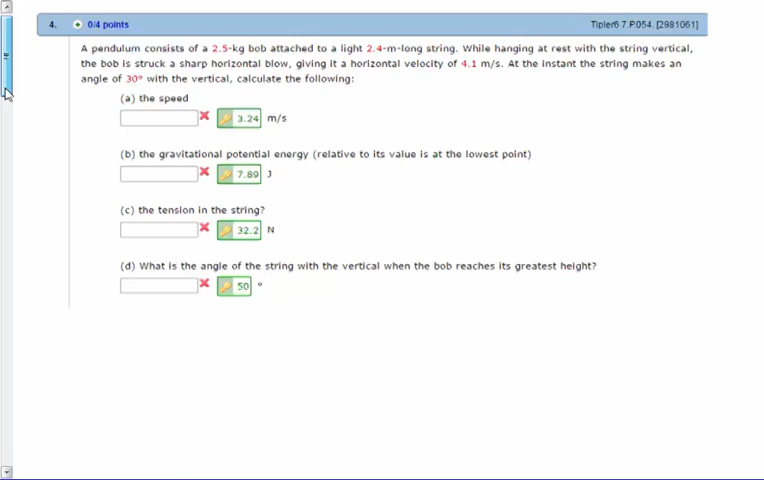 4. 0/4 points Tipler6 7.P.054. [2981061]
A pendulum consists of a 2.5-kg bob attached to a light 2.4-m-long string. While hanging at rest with the string vertical,
the bob is struck a sharp horizontal blow, giving it a horizontal velocity of 4.1 m/s. At the instant the string makes an
angle of 30° with the vertical, calculate the following:
(a) the speed
3.24 m/s
(b) the gravitational potential energy (relative to its value is at the lowest point)
7.89 J
(c) the tension in the string?
32.2 N
(d) What is the angle of the string with the vertical when the bob reaches its greatest height?
50 °